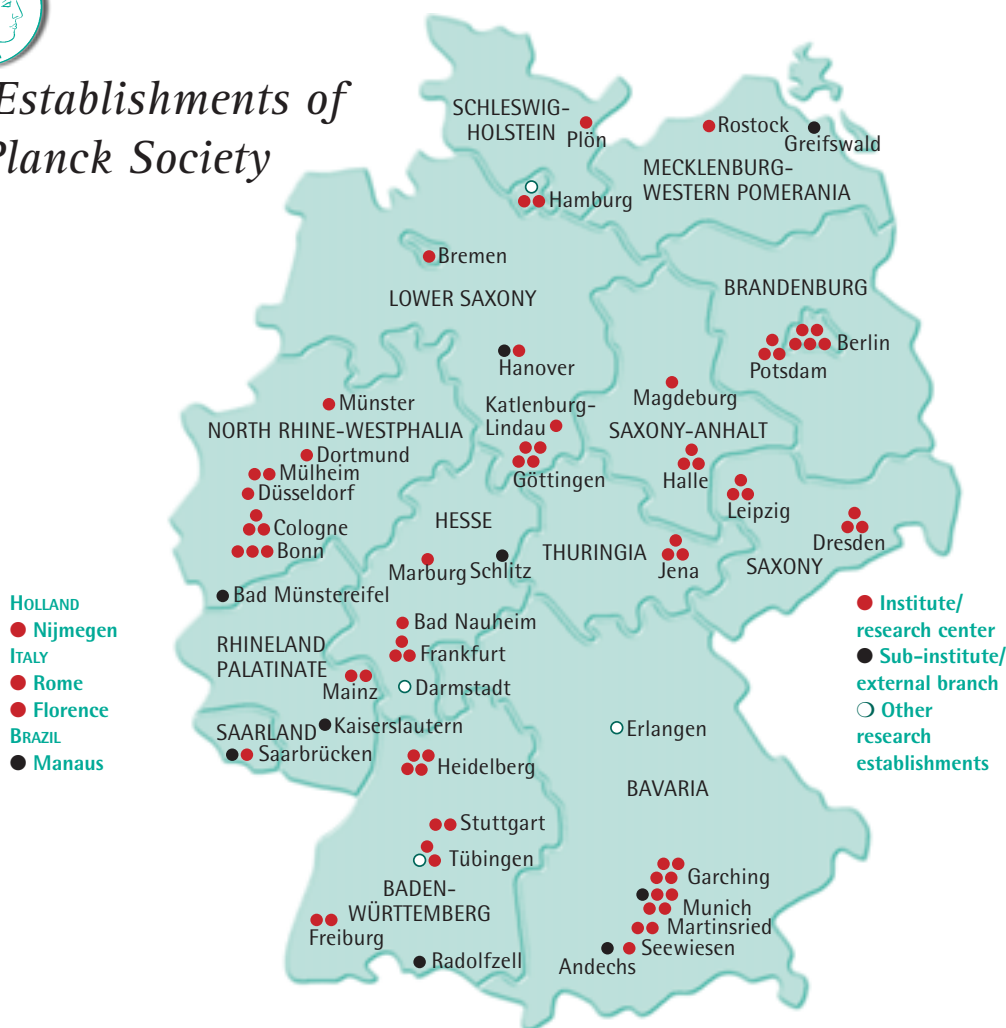 Establishments of
Planck Society
SCHLESWIG-
HOLSTEIN
Plön
Rostock
Greifswald
MECKLENBURG-
WESTERN POMERANIA
Hamburg
Bremen
LOWER SAXONY
BRANDENBURG
Berlin
Potsdam
Hanover
Magdeburg
Münster
Katlenburg-
Lindau
NORTH RHINE-WESTPHALIA
SAXONY-ANHALT
Dortmund
Mülheim
Göttingen
Halle
Düsseldorf
Leipzig
Cologne
HESSE
Dresden
Bonn
THURINGIA
Marburg
Schlitz
Jena
SAXONY
Bad Münstereifel
Bad Nauheim
RHINELAND
PALATINATE
Frankfurt
Mainz
Darmstadt
SAARLAND
Kaiserslautern
Erlangen
Saarbrücken
Heidelberg
BAVARIA
Stuttgart
Tübingen
Garching
BADEN-
WÜRTTEMBERG
Munich
Martinsried
Freiburg
Seewiesen
Andechs
Radolfzell
HOLLAND
Nijmegen
ITALY
Rome
Florence
BRAZIL
Manaus
Institute/
research center
Sub-institute/
external branch
Other
research
establishments